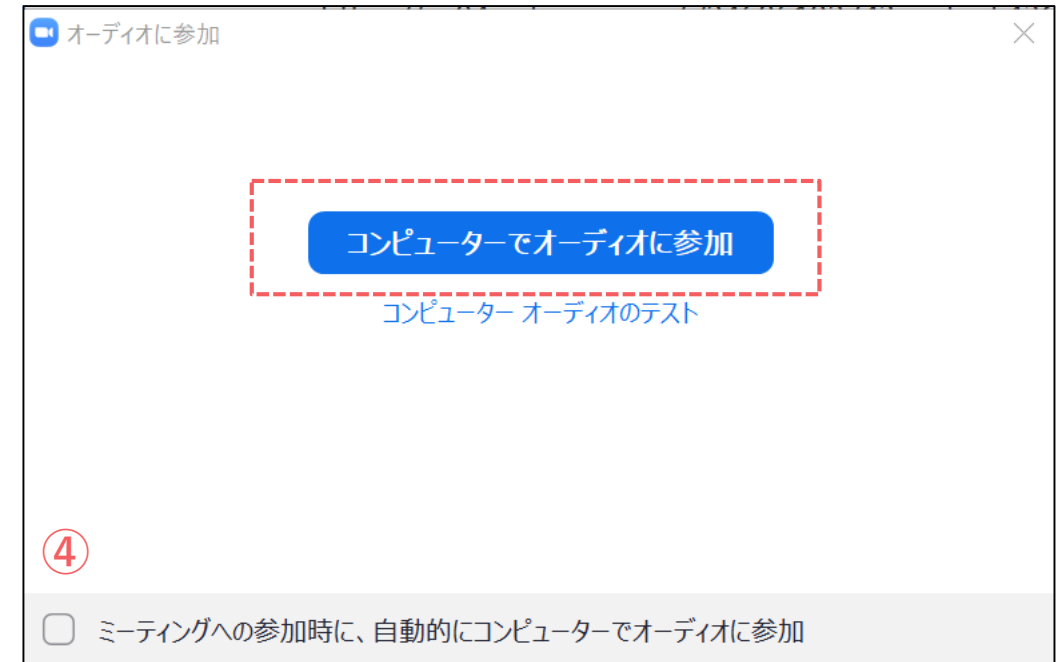 オーディオに参加
コンピューターでオーディオに参加
コンピューター オーディオのテスト
④
ミーティングへの参加時に、自動的にコンピューターでオーディオに参加